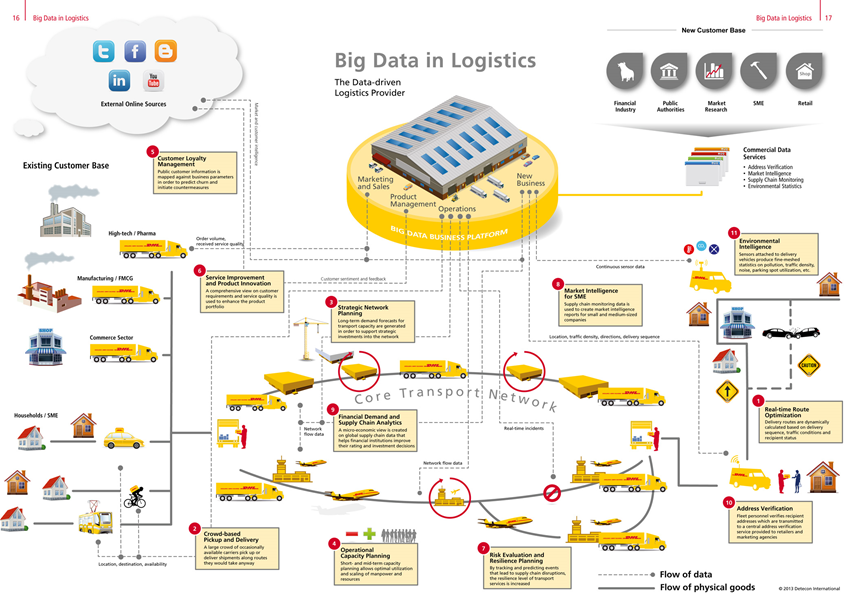 16
Big Data in Logistics
Big Data in Logistics
17
New Customer Base
Big Data in Logistics
The Data-driven
Logistics Provider
in
You
Tube
External Online Sources
Market and customer intelligence
Shop
Financial
Industry
Public
Authorities
Market
Research
SME
Retail
Existing Customer Base
5
Customer Loyalty
Management
Public customer information is
mapped against business parameters
in order to predict churn and
initiate countermeasures
Marketing
and Sales
Product
Management
Operations
New
Business
BIG DATA BUSINESS PLATFORM
Commercial Data
Services
• Address Verification
• Market Intelligence
• Supply Chain Monitoring
• Environmental Statistics
High-tech / Pharma
Order volume,
received service quality
11
Environmental
Intelligence
Sensors attached to delivery
vehicles produce fine-meshed
statistics on pollution, traffic density,
noise, parking spot utilization, etc.
Continuous sensor data
Manufacturing / FMCG
6
Service Improvement
and Product Innovation
A comprehensive view on customer
requirements and service quality is
used to enhance the product
portfolio
Customer sentiment and feedback
8
Market Intelligence
for SME
Supply chain monitoring data is
used to create market intelligence
reports for small and medium-sized
companies
3
Strategic Network
Planning
Long-term demand forecasts for
transport capacity are generated
in order to support strategic
investments into the network
Location, traffic density, directions, delivery sequence
Commerce Sector
CAUTION
Core Transport Network
1
Real-time Route
Optimization
Delivery routes are dynamically
calculated based on delivery
sequence, traffic conditions and
recipient status
Households / SME
9
Financial Demand and
Supply Chain Analytics
A micro-economic view is created
on global supply chain data that
helps financial institutions improve
their rating and investment decisions
Network
flow data
Real-time incidents
Network flow data
10
Address Verification
Fleet personnel verifies recipient
addresses which are transmitted
to a central address verification
service provided to retailers and
marketing agencies
2
Crowd-based
Pickup and Delivery
A large crowd of occasionally
available carriers pick up or
deliver shipments along routes
they would take anyway
Location, destination, availability
4
Operational
Capacity Planning
Short- and mid-term capacity
planning allows optimal utilization
and scaling of manpower and
resources
7
Risk Evaluation and
Resilience Planning
By tracking and predicting events
that lead to supply chain disruptions,
the resilience level of transport
services is increased
Flow of data
Flow of physical goods
© 2013 Detecon International